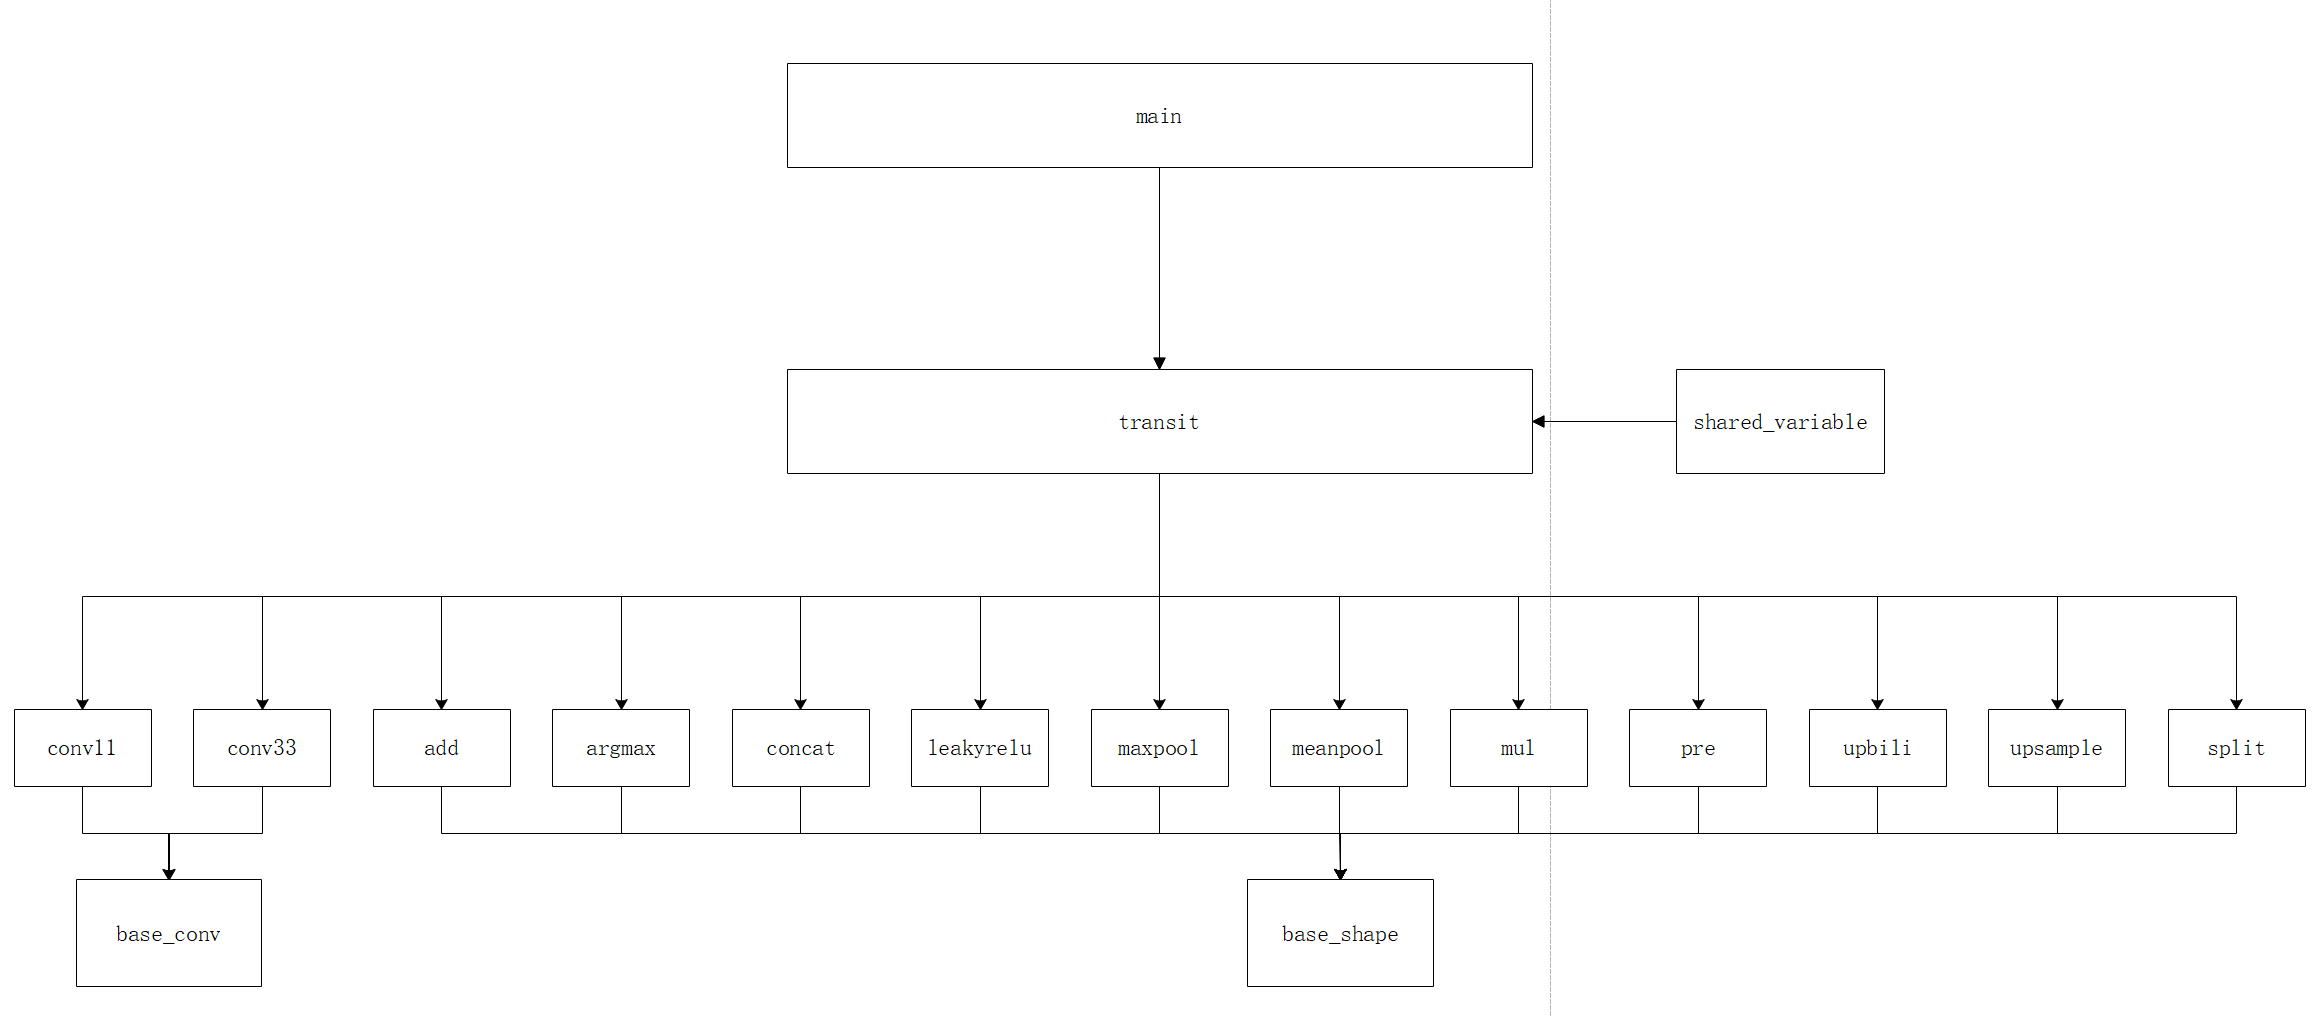 main
transit
shared_variable
conv11
conv33
add
argmax
concat
leakyrelu
maxpool
meanpool
mul
pre
upbili
upsample
split
base_conv
base_shape